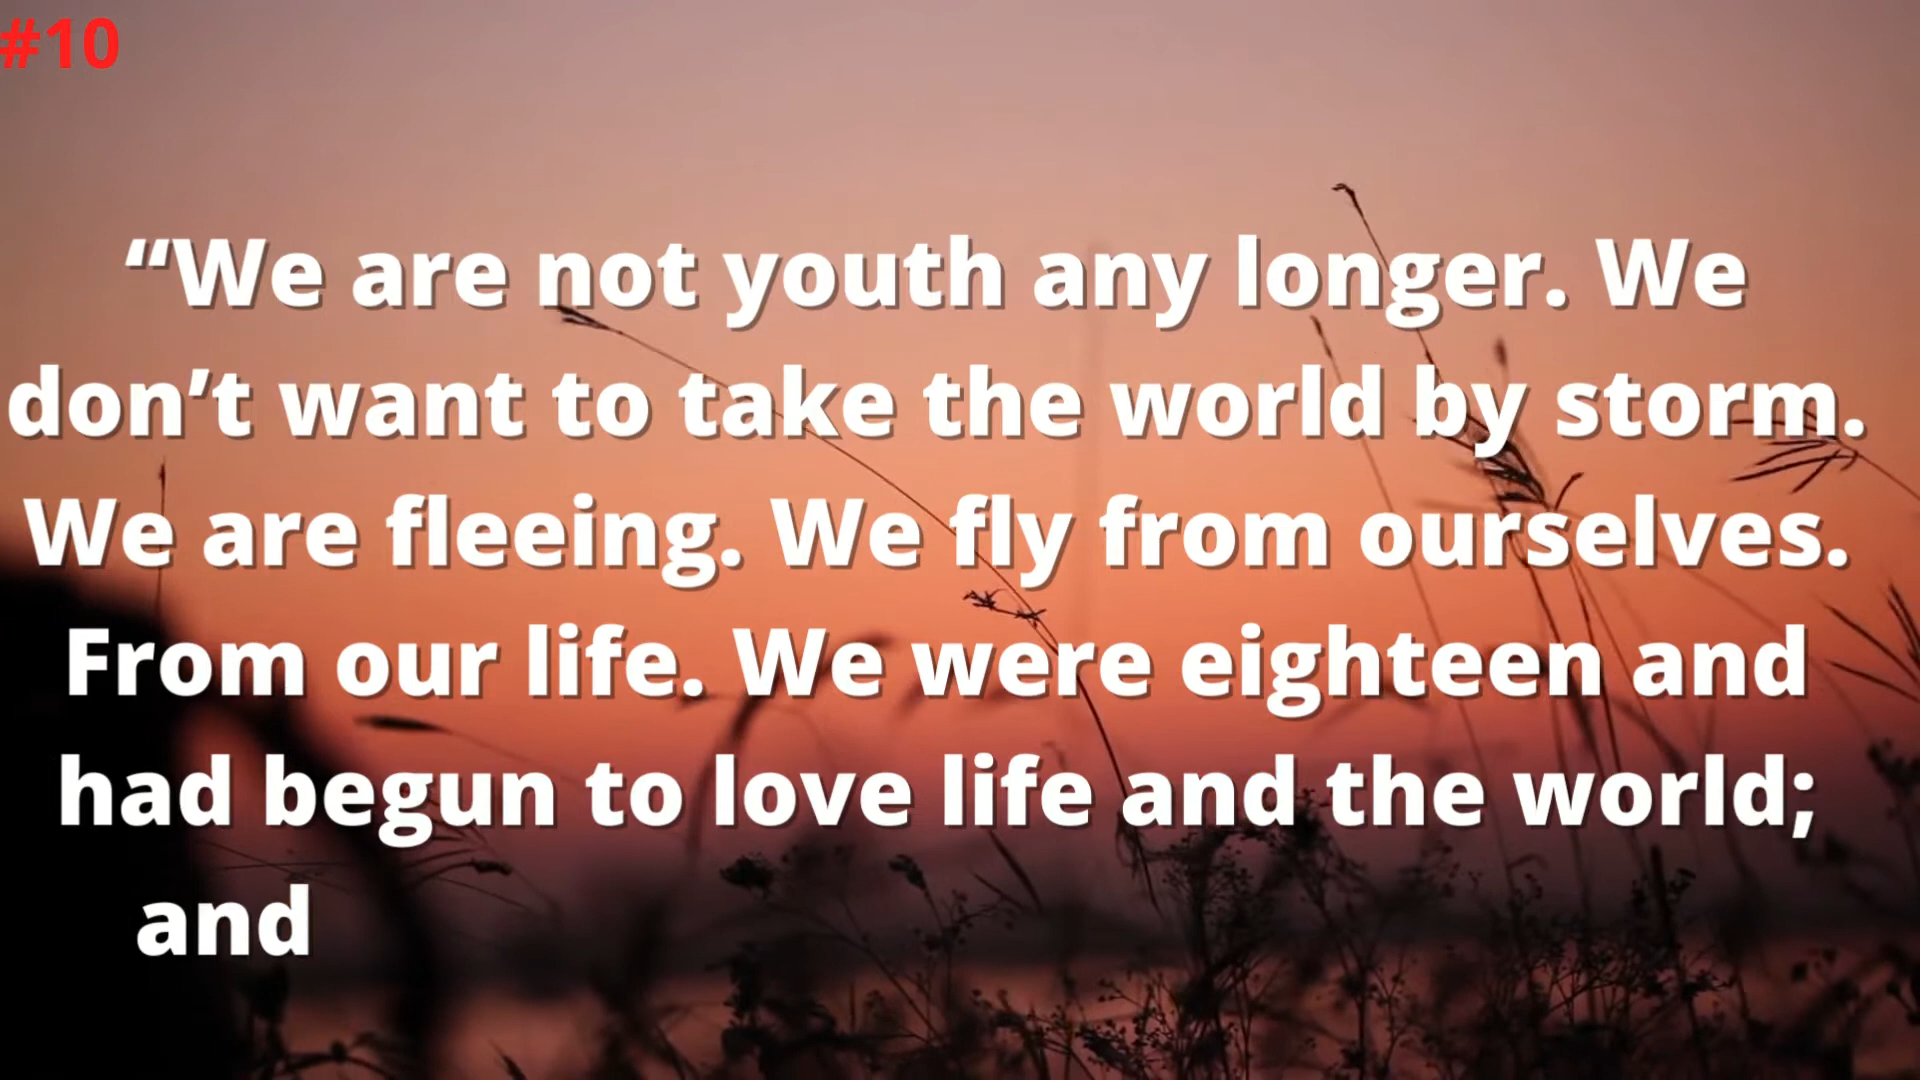 #10
“We are not youth any longer. We
don’t want to take the world by storm.
We are fleeing. We fly from ourselves.
From our life. We were eighteen and
had begun to love life and the world;
and